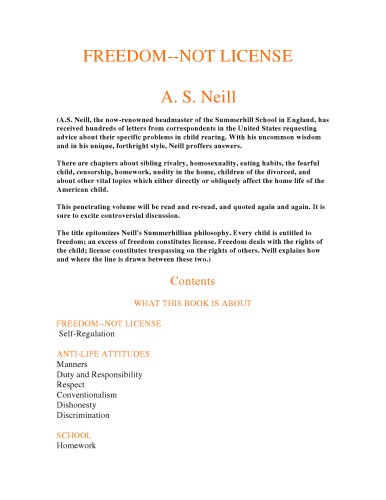 FREEDOM--NOT LICENSE
A. S. Neill
(A.S. Neill, the now-renowned headmaster of the Summerhill School in England, has
received hundreds of letters from correspondents in the United States requesting
advice about their specific problems in child rearing. With his uncommon wisdom
and in his unique, forthright style, Neill proffers answers.
There are chapters about sibling rivalry, homosexuality, eating habits, the fearful
child, censorship, homework, nudity in the home, children of the divorced, and
about other vital topics which either directly or obliquely affect the home life of the
American child.
This penetrating volume will be read and re-read, and quoted again and again. It is
sure to excite controversial discussion.
The title epitomizes Neill's Summerhillian philosophy. Every child is entitled to
freedom; an excess of freedom constitutes license. Freedom deals with the rights of
the child; license constitutes trespassing on the rights of others. Neill explains how
and where the line is drawn between these two.)
Contents
WHAT THIS BOOK IS ABOUT
FREEDOM--NOT LICENSE
Self-Regulation
ANTI-LIFE ATTITUDES
Manners
Duty and Responsibility
Respect
Conventionalism
Dishonesty
Discrimination
SCHOOL
Homework